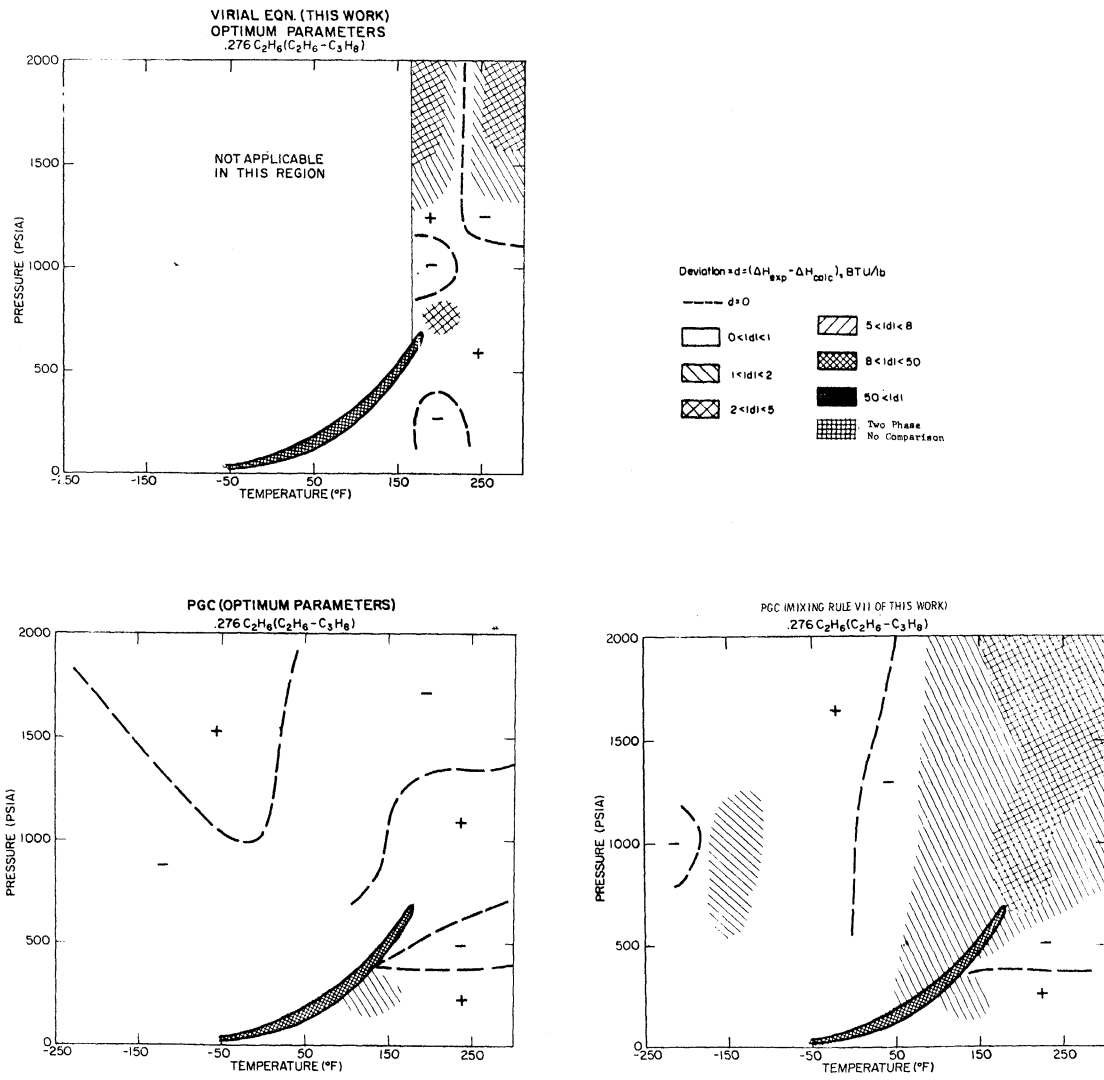 VIRIAL EQN. (THIS WORK)
OPTIMUM PARAMETERS
.276 C2H6(C2H6-C3H8)
2000
1500
1000
500
0
PRESSURE (PSIA)
NOT APPLICABLE
IN THIS REGION
+
-
-
+
-
-250 -150 -50 50 150 250
TEMPERATURE (°F)
Deviation = d = (ΔHexp - ΔHcalc), BTU/lb
d=0
0<|d|<1
1<|d|<2
2<|d|<5
5<|d|<8
8<|d|<50
50<|d|
Two Phase
No Comparison
PGC (OPTIMUM PARAMETERS)
.276 C2H6(C2H6-C3H8)
2000
1500
1000
500
0
PRESSURE (PSIA)
+
-
-
+
-
+
-250 -150 -50 50 150 250
TEMPERATURE (°F)
PGC (MIXING RULE VII OF THIS WORK)
.276 C2H6(C2H6-C3H8)
2000
1500
1000
500
0
PRESSURE (PSIA)
+
-
-
-
+
-250 -150 -50 50 150 250
TEMPERATURE (°F)